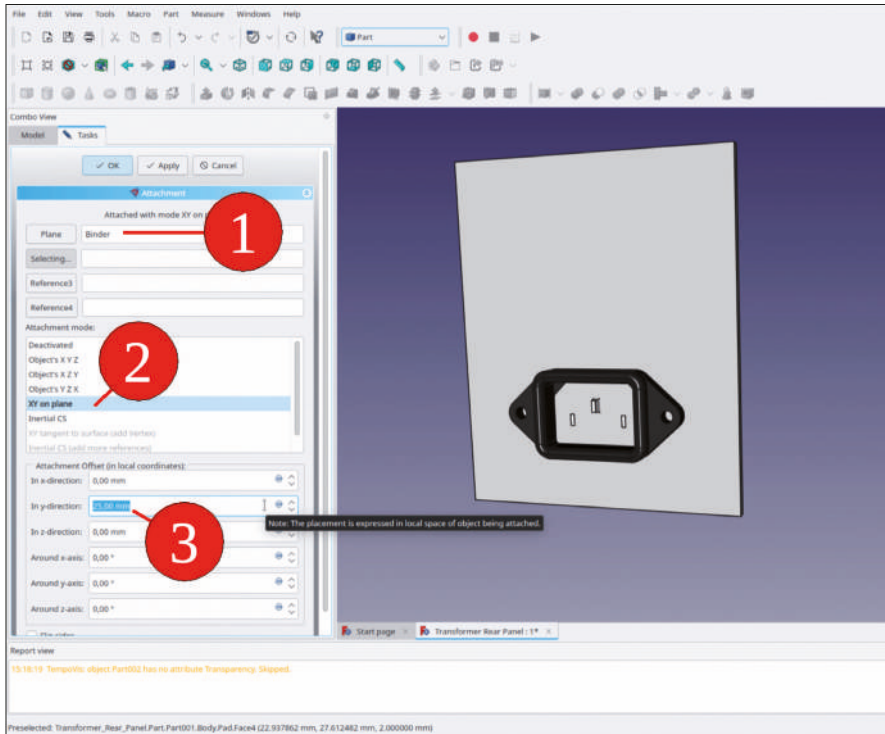 File Edit View Tools Macro Part Measure Windows Help
Part
Combo View
Model Tasks
OK Apply Cancel
Attachment
Attached with mode XY on
Plane Binder
1
Selecting...
Reference3
Reference4
Attachment mode:
Deactivated
Object's X Y Z
Object's X Z Y
Object's Y Z X
XY on plane
Inertial CS
XY tangent to surface (add Vertex)
Inertial CS (add more references)
2
Attachment Offset (in local coordinates):
In x-direction: 0,00 mm
In y-direction: 25,00 mm
Note: The placement is expressed in local space of object being attached.
In z-direction: 0,00 mm
3
Around x-axis: 0,00 °
Around y-axis: 0,00 °
Around z-axis: 0,00 °
Flip sides
Start page Transformer Rear Panel : 1*
Report view
TempoVis: object Part002 has no attribute Transparency. Skipped.
Preselected: Transformer_Rear_Panel.Part.Part001.Body.Pad.Face4 (22.937862 mm, 27.612482 mm, 2.000000 mm)